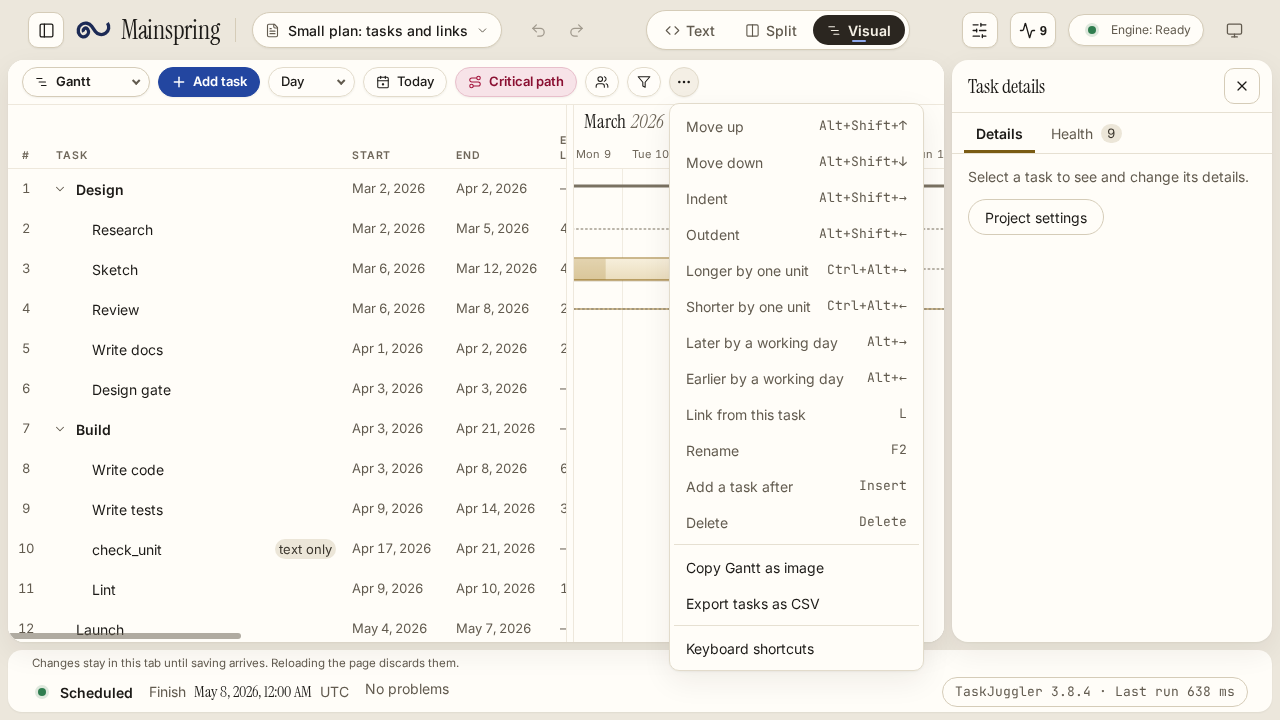 Mainspring
Small plan: tasks and links
Text
Split
Visual
9
Engine: Ready
Gantt
Add task
Day
Today
Critical path
Task details
Details
Health 9
Select a task to see and change its details.
Project settings
March 2026
# TASK START END
Mon 9 Tue 10
1 Design Mar 2, 2026 Apr 2, 2026 –
2 Research Mar 2, 2026 Mar 5, 2026 4
3 Sketch Mar 6, 2026 Mar 12, 2026 4
4 Review Mar 6, 2026 Mar 8, 2026 2
5 Write docs Apr 1, 2026 Apr 2, 2026 2
6 Design gate Apr 3, 2026 Apr 3, 2026 –
7 Build Apr 3, 2026 Apr 21, 2026 –
8 Write code Apr 3, 2026 Apr 8, 2026 6
9 Write tests Apr 9, 2026 Apr 14, 2026 3
10 check_unit text only Apr 17, 2026 Apr 21, 2026 –
11 Lint Apr 9, 2026 Apr 10, 2026 1
12 Launch May 4, 2026 May 7, 2026 –
Move up Alt+Shift+↑
Move down Alt+Shift+↓
Indent Alt+Shift+→
Outdent Alt+Shift+←
Longer by one unit Ctrl+Alt+→
Shorter by one unit Ctrl+Alt+←
Later by a working day Alt+→
Earlier by a working day Alt+←
Link from this task L
Rename F2
Add a task after Insert
Delete Delete
Copy Gantt as image
Export tasks as CSV
Keyboard shortcuts
Changes stay in this tab until saving arrives. Reloading the page discards them.
Scheduled Finish May 8, 2026, 12:00 AM UTC No problems
TaskJuggler 3.8.4 · Last run 638 ms